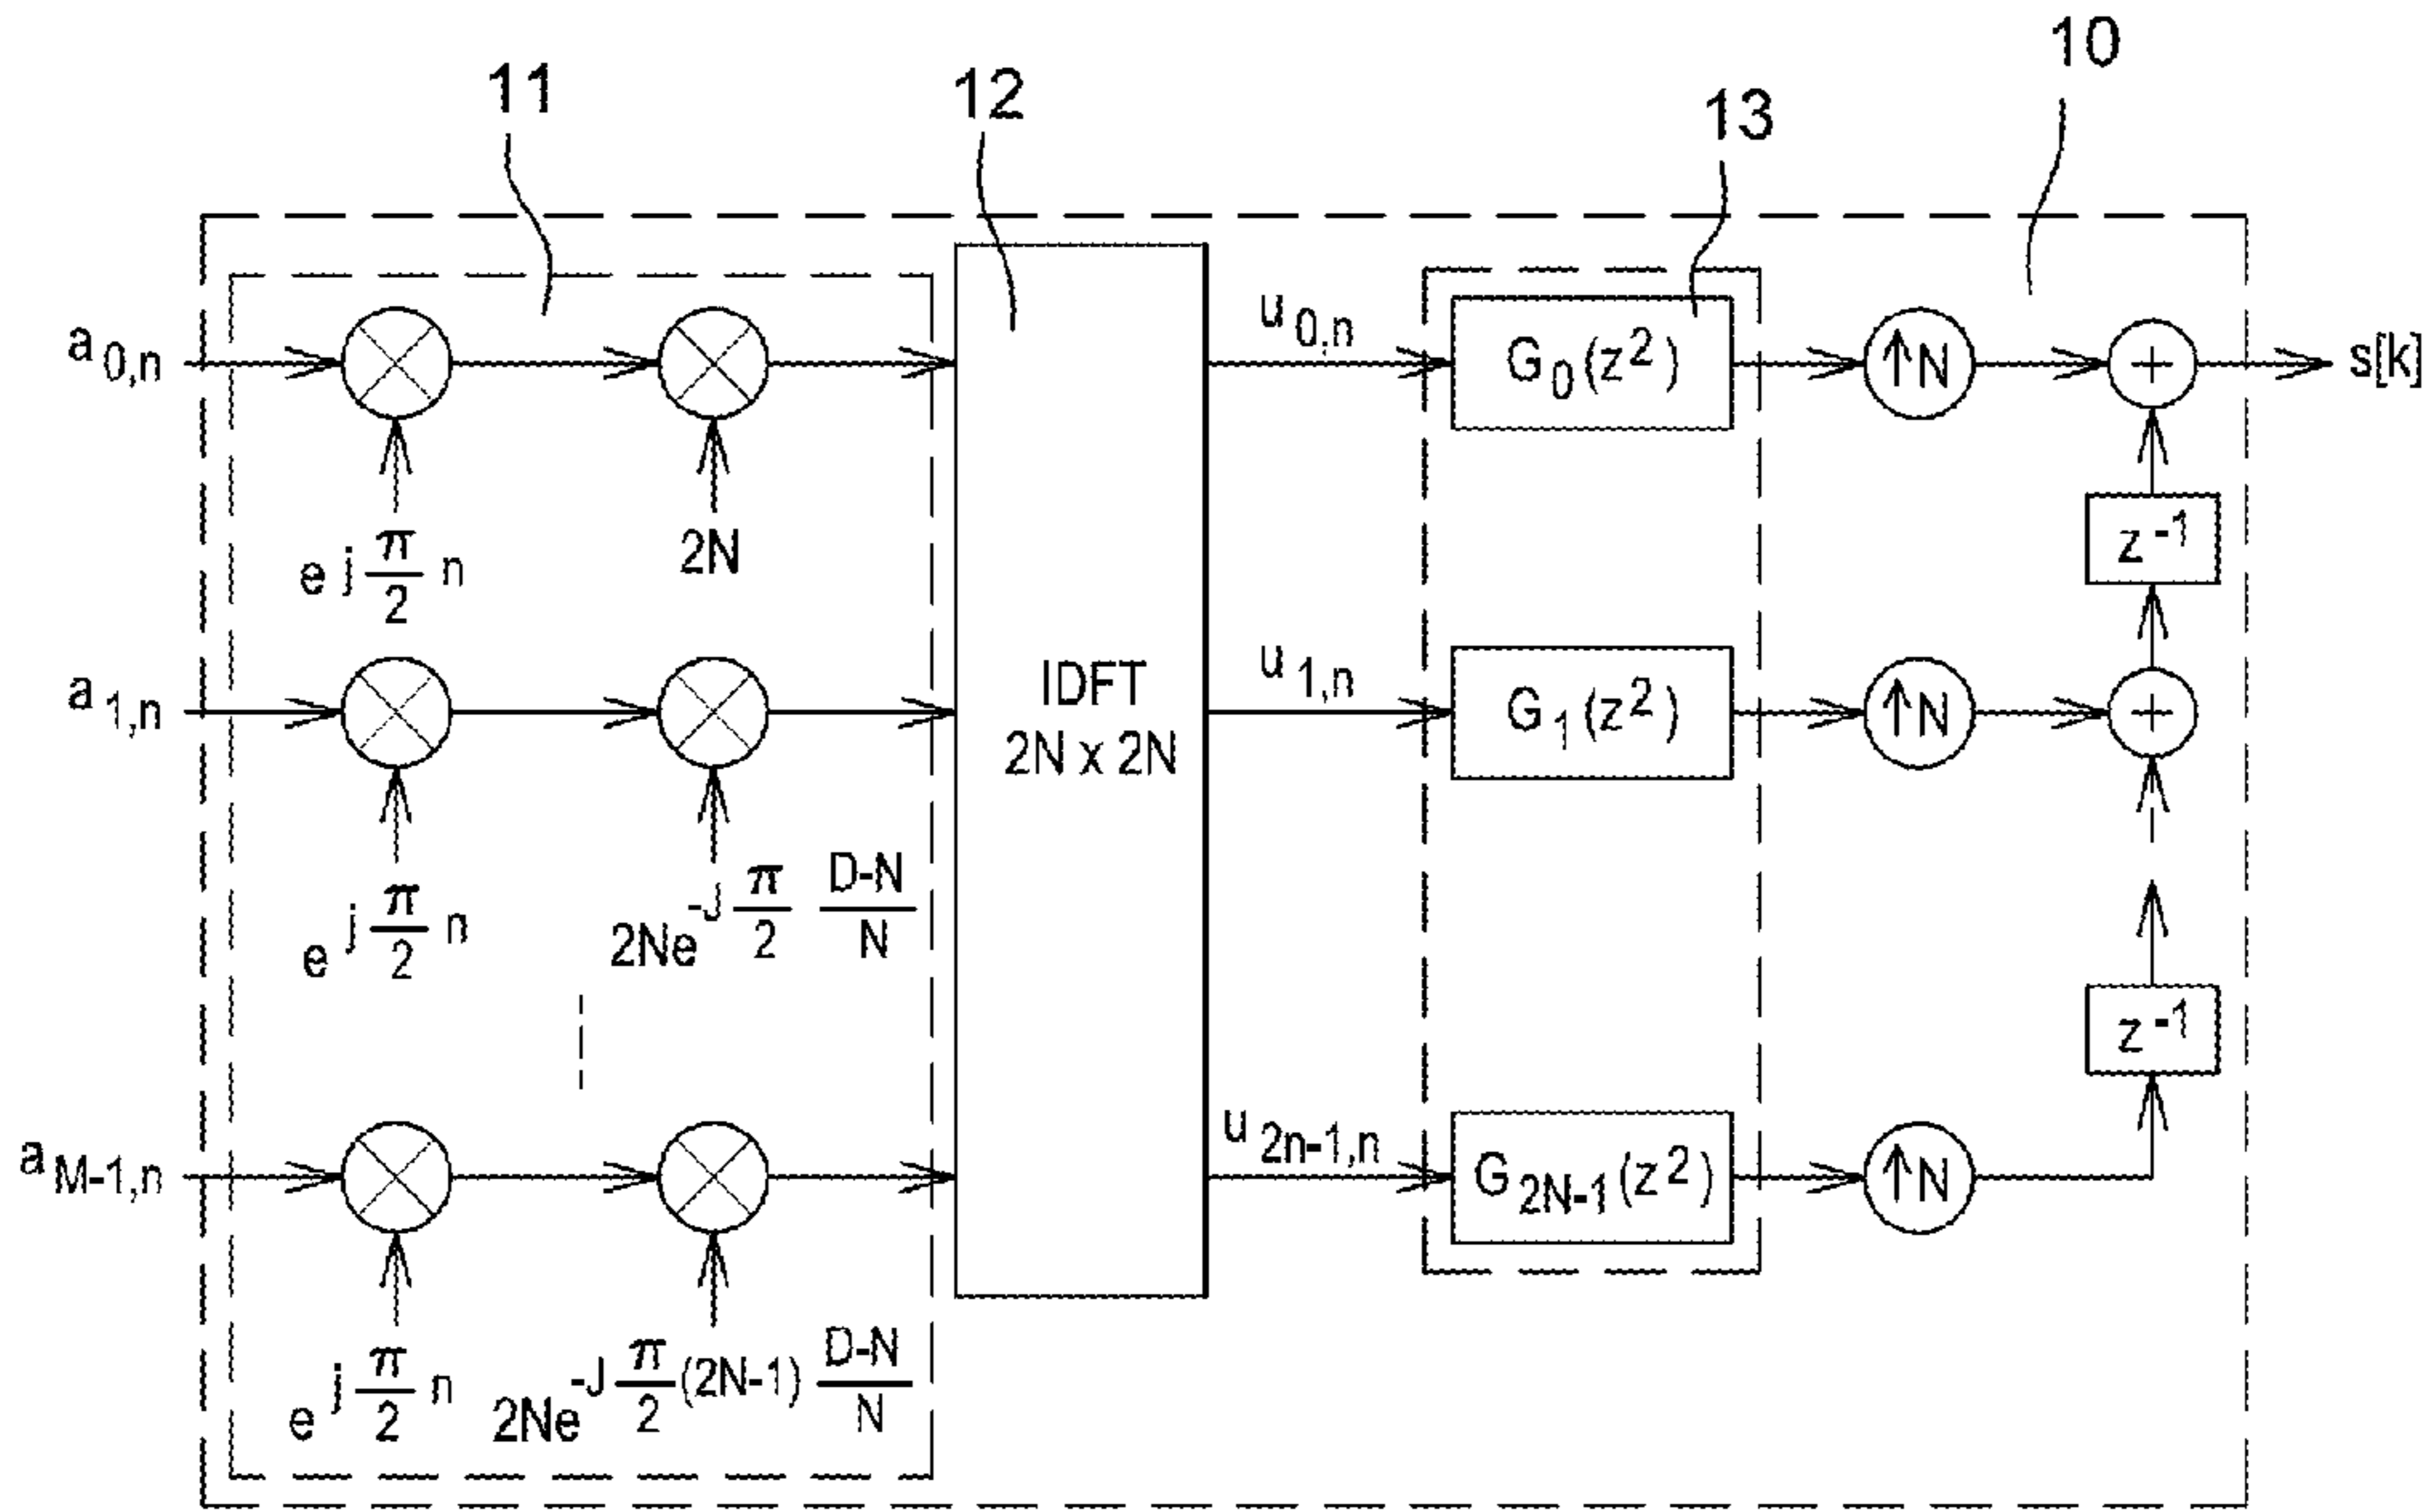 10
11
12
13
a0,n
u0,n
G0(z²)
↑N
+
s[k]
e^{j π/2 n}
2N
z⁻¹
a1,n
IDFT
2N x 2N
u1,n
G1(z²)
↑N
+
e^{j π/2 n}
2Ne^{-J π/2 (D-N)/N}
z⁻¹
aM-1,n
u2n-1,n
G2N-1(z²)
↑N
e^{j π/2 n}
2Ne^{-J π/2 (2N-1) (D-N)/N}